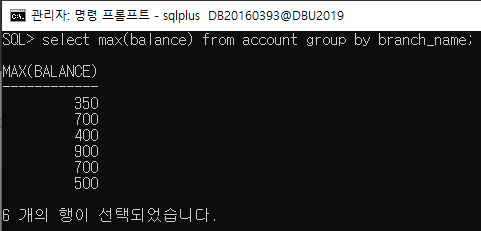 관리자: 명령 프롬프트 - sqlplus DB20160393@DBU2019
SQL> select max(balance) from account group by branch_name;
MAX(BALANCE)
------------
350
700
400
900
700
500
6 개의 행이 선택되었습니다.